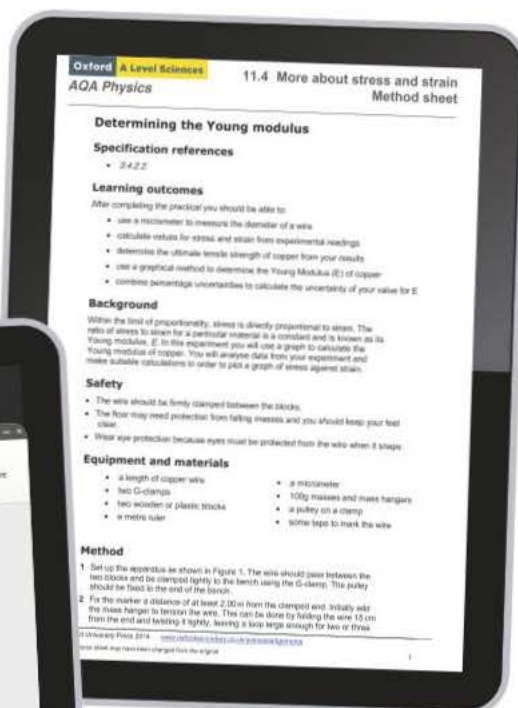 Oxford A Level Sciences
AQA Physics
11.4 More about stress and strain
Method sheet
Determining the Young modulus
Specification references
• 3.4.2.2
Learning outcomes
After completing the practical you should be able to:
• use a micrometer to measure the diameter of a wire
• calculate values for stress and strain from experimental readings
• determine the ultimate tensile strength of copper from your results
• use a graphical method to determine the Young Modulus (E) of copper
• combine percentage uncertainties to calculate the uncertainty of your value for E
Background
Within the limit of proportionality, stress is directly proportional to strain. The
ratio of stress to strain for a particular material is a constant and is known as its
Young modulus, E. In this experiment you will use a graph to calculate the
Young modulus of copper. You will analyse data from your experiment and
make suitable calculations in order to plot a graph of stress against strain.
Safety
• The wire should be firmly clamped between the blocks.
• The floor may need protection from falling masses and you should keep your feet
clear.
• Wear eye protection because eyes must be protected from the wire when it snaps.
Equipment and materials
• a length of copper wire
• two G-clamps
• two wooden or plastic blocks
• a metre ruler
• a micrometer
• 100g masses and mass hangers
• a pulley on a clamp
• some tape to mark the wire
Method
1 Set up the apparatus as shown in Figure 1. The wire should pass between the
two blocks and be clamped tightly to the bench using the G-clamp. The pulley
should be fixed to the end of the bench.
2 Fix the marker a distance of at least 2.00 m from the clamped end. Initially add
the mass hanger to tension the wire. This can be done by folding the wire 15 cm
from the end and twisting it tightly, leaving a loop large enough for two or three
University Press 2014
sheet may have been changed from the original
1